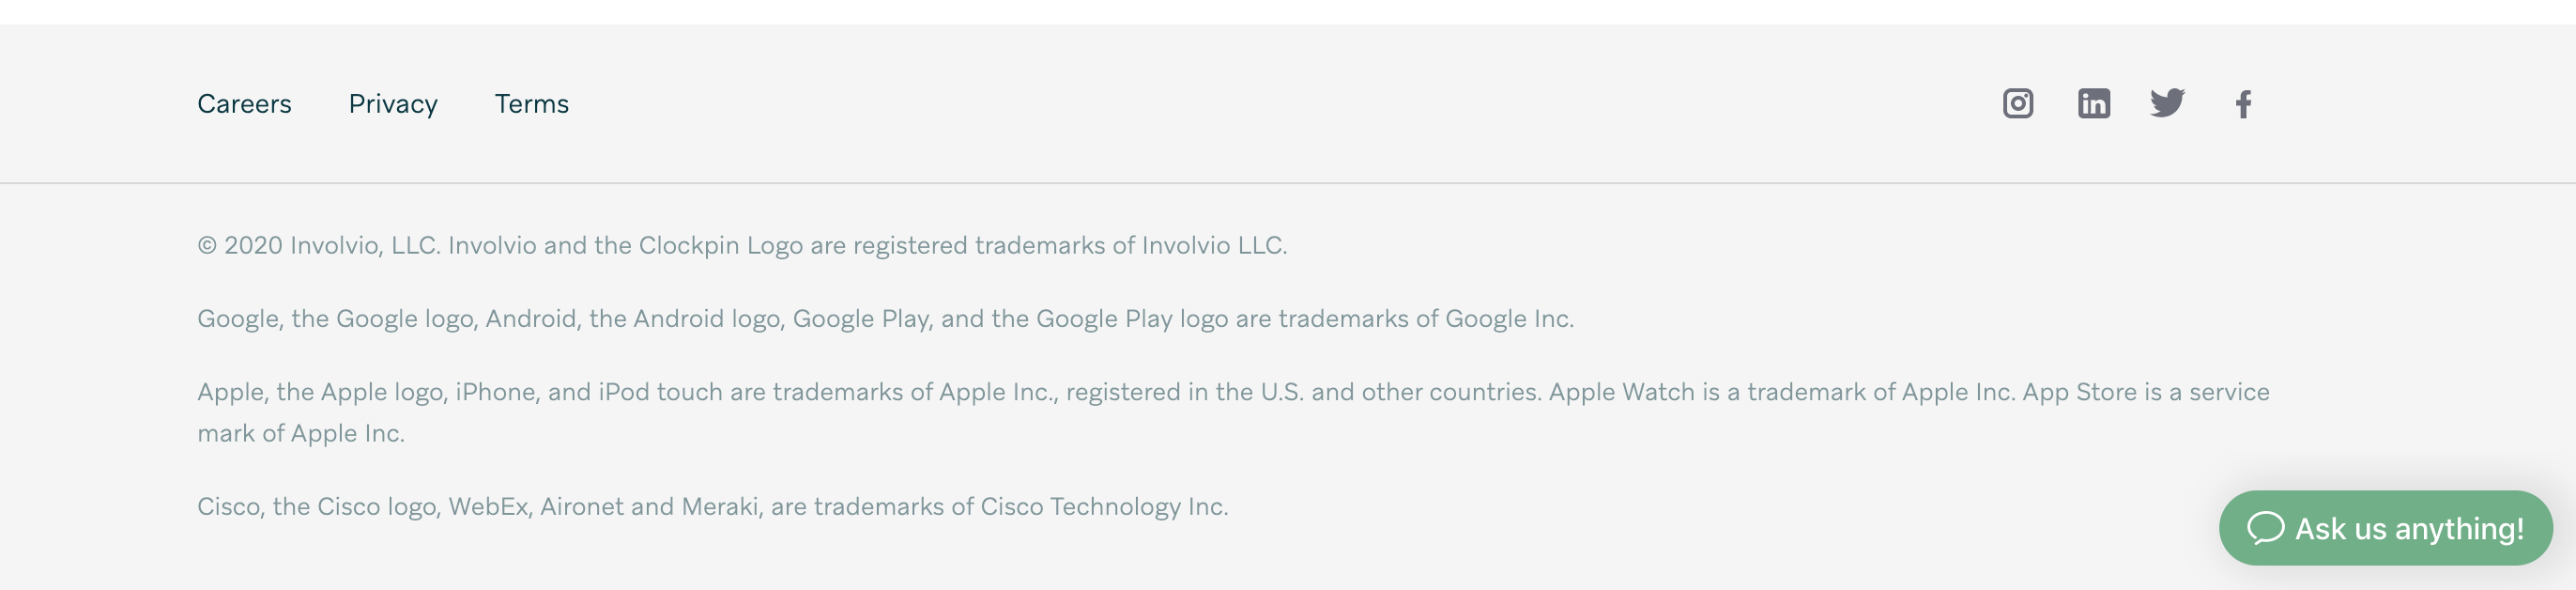 Careers Privacy Terms
© 2020 Involvio, LLC. Involvio and the Clockpin Logo are registered trademarks of Involvio LLC.
Google, the Google logo, Android, the Android logo, Google Play, and the Google Play logo are trademarks of Google Inc.
Apple, the Apple logo, iPhone, and iPod touch are trademarks of Apple Inc., registered in the U.S. and other countries. Apple Watch is a trademark of Apple Inc. App Store is a service
mark of Apple Inc.
Cisco, the Cisco logo, WebEx, Aironet and Meraki, are trademarks of Cisco Technology Inc.
Ask us anything!